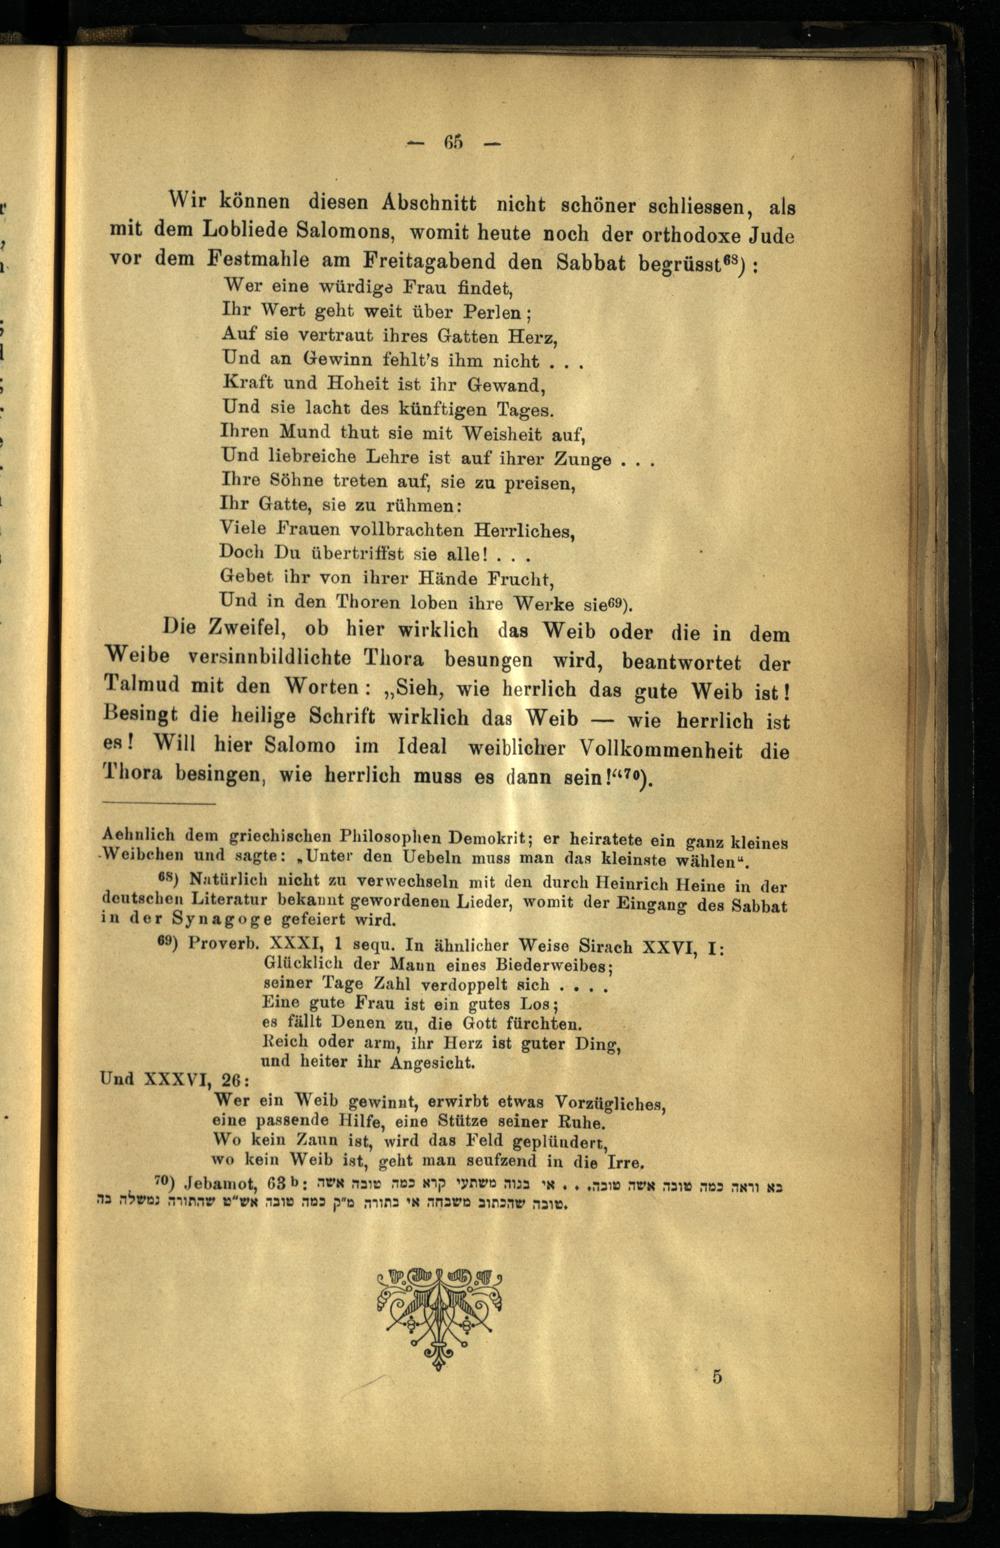 — 65 —
Wir können diesen Abschnitt nicht schöner schliessen, als
mit dem Lobliede Salomons, womit heute noch der orthodoxe Jude
vor dem Festmahle am Freitagabend den Sabbat begrüsst⁶⁸) :
Wer eine würdige Frau findet,
Ihr Wert geht weit über Perlen ;
Auf sie vertraut ihres Gatten Herz,
Und an Gewinn fehlt's ihm nicht . . .
Kraft und Hoheit ist ihr Gewand,
Und sie lacht des künftigen Tages.
Ihren Mund thut sie mit Weisheit auf,
Und liebreiche Lehre ist auf ihrer Zunge . . .
Ihre Söhne treten auf, sie zu preisen,
Ihr Gatte, sie zu rühmen:
Viele Frauen vollbrachten Herrliches,
Doch Du übertriffst sie alle! . . .
Gebet ihr von ihrer Hände Frucht,
Und in den Thoren loben ihre Werke sie⁶⁹).
Die Zweifel, ob hier wirklich das Weib oder die in dem
Weibe versinnbildlichte Thora besungen wird, beantwortet der
Talmud mit den Worten : „Sieh, wie herrlich das gute Weib ist!
Besingt die heilige Schrift wirklich das Weib — wie herrlich ist
es! Will hier Salomo im Ideal weiblicher Vollkommenheit die
Thora besingen, wie herrlich muss es dann sein!“⁷⁰).
Aehnlich dem griechischen Philosophen Demokrit; er heiratete ein ganz kleines
Weibchen und sagte: „Unter den Uebeln muss man das kleinste wählen“.
⁶⁸) Natürlich nicht zu verwechseln mit den durch Heinrich Heine in der
deutschen Literatur bekannt gewordenen Lieder, womit der Eingang des Sabbat
in der Synagoge gefeiert wird.
⁶⁹) Proverb. XXXI, 1 sequ. In ähnlicher Weise Sirach XXVI, I:
Glücklich der Mann eines Biederweibes;
seiner Tage Zahl verdoppelt sich . . . .
Eine gute Frau ist ein gutes Los;
es fällt Denen zu, die Gott fürchten.
Reich oder arm, ihr Herz ist guter Ding,
und heiter ihr Angesicht.
Und XXXVI, 26:
Wer ein Weib gewinnt, erwirbt etwas Vorzügliches,
eine passende Hilfe, eine Stütze seiner Ruhe.
Wo kein Zaun ist, wird das Feld geplündert,
wo kein Weib ist, geht man seufzend in die Irre.
⁷⁰) Jebamot, 63 b : בא וראה כמה טובה אשה טובה. . . . אי בגוה משתעי קרא כמה טובה אשה
טובה שהכתוב משבחה אי בתורה מ״ק כמה טובה אש״ט שהתורה נמשלה בה.
5